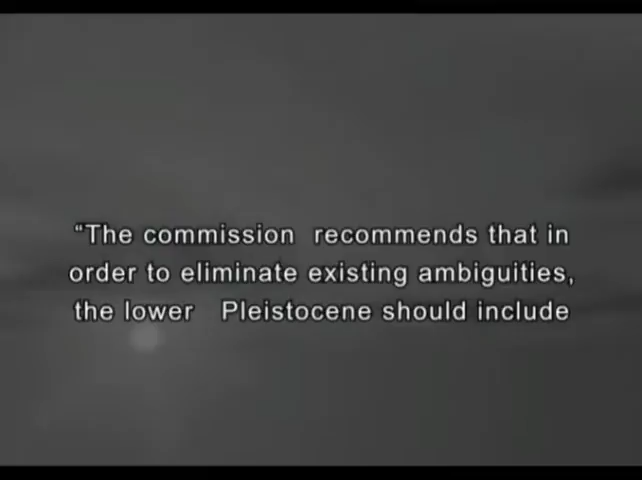 “The commission recommends that in
order to eliminate existing ambiguities,
the lower Pleistocene should include